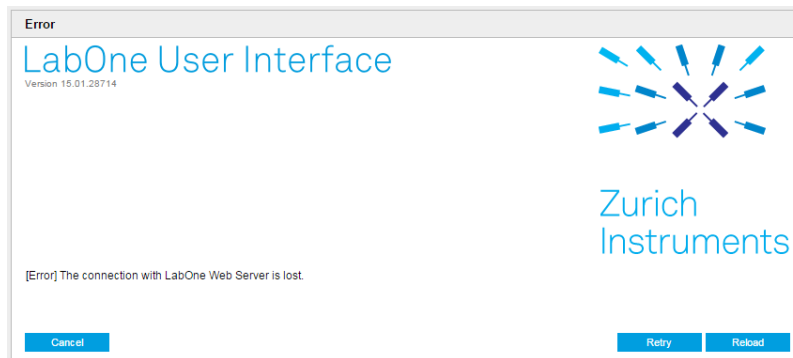 Error
LabOne User Interface
Version 15.01.28714
Zurich
Instruments
[Error] The connection with LabOne Web Server is lost.
Cancel Retry Reload